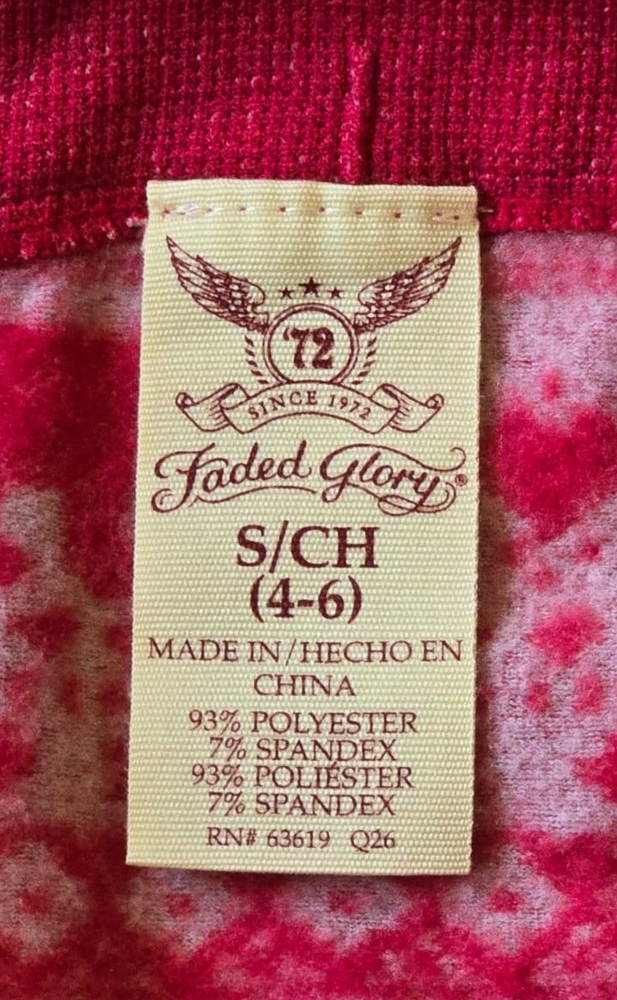 '72
SINCE 1972
Faded Glory®
S/CH
(4-6)
MADE IN/HECHO EN
CHINA
93% POLYESTER
7% SPANDEX
93% POLIÉSTER
7% SPANDEX
RN# 63619 Q26